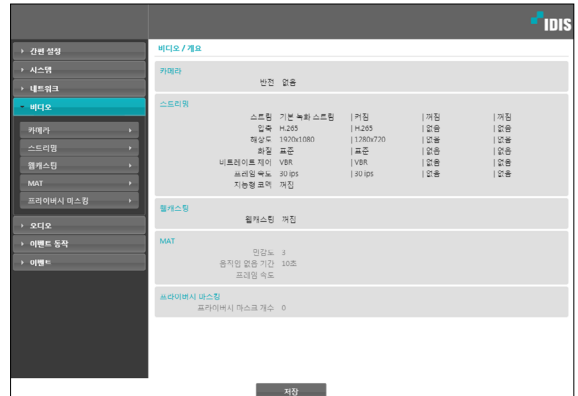 IDIS
간편 설정
시스템
네트워크
비디오
카메라
스트리밍
웹캐스팅
MAT
프라이버시 마스킹
오디오
이벤트 동작
이벤트
비디오 / 개요
카메라
반전 없음
스트리밍
스트림 기본 녹화 스트림 | 켜짐 | 꺼짐 | 꺼짐
압축 H.265 | H.265 | 없음 | 없음
해상도 1920x1080 | 1280x720 | 없음 | 없음
화질 표준 | 표준 | 없음 | 없음
비트레이트 제어 VBR | VBR | 없음 | 없음
프레임 속도 30 ips | 30 ips | 없음 | 없음
지능형 코덱 꺼짐
웹캐스팅
웹캐스팅 꺼짐
MAT
민감도 3
움직임 없음 기간 10초
프레임 속도
프라이버시 마스킹
프라이버시 마스크 개수 0
저장